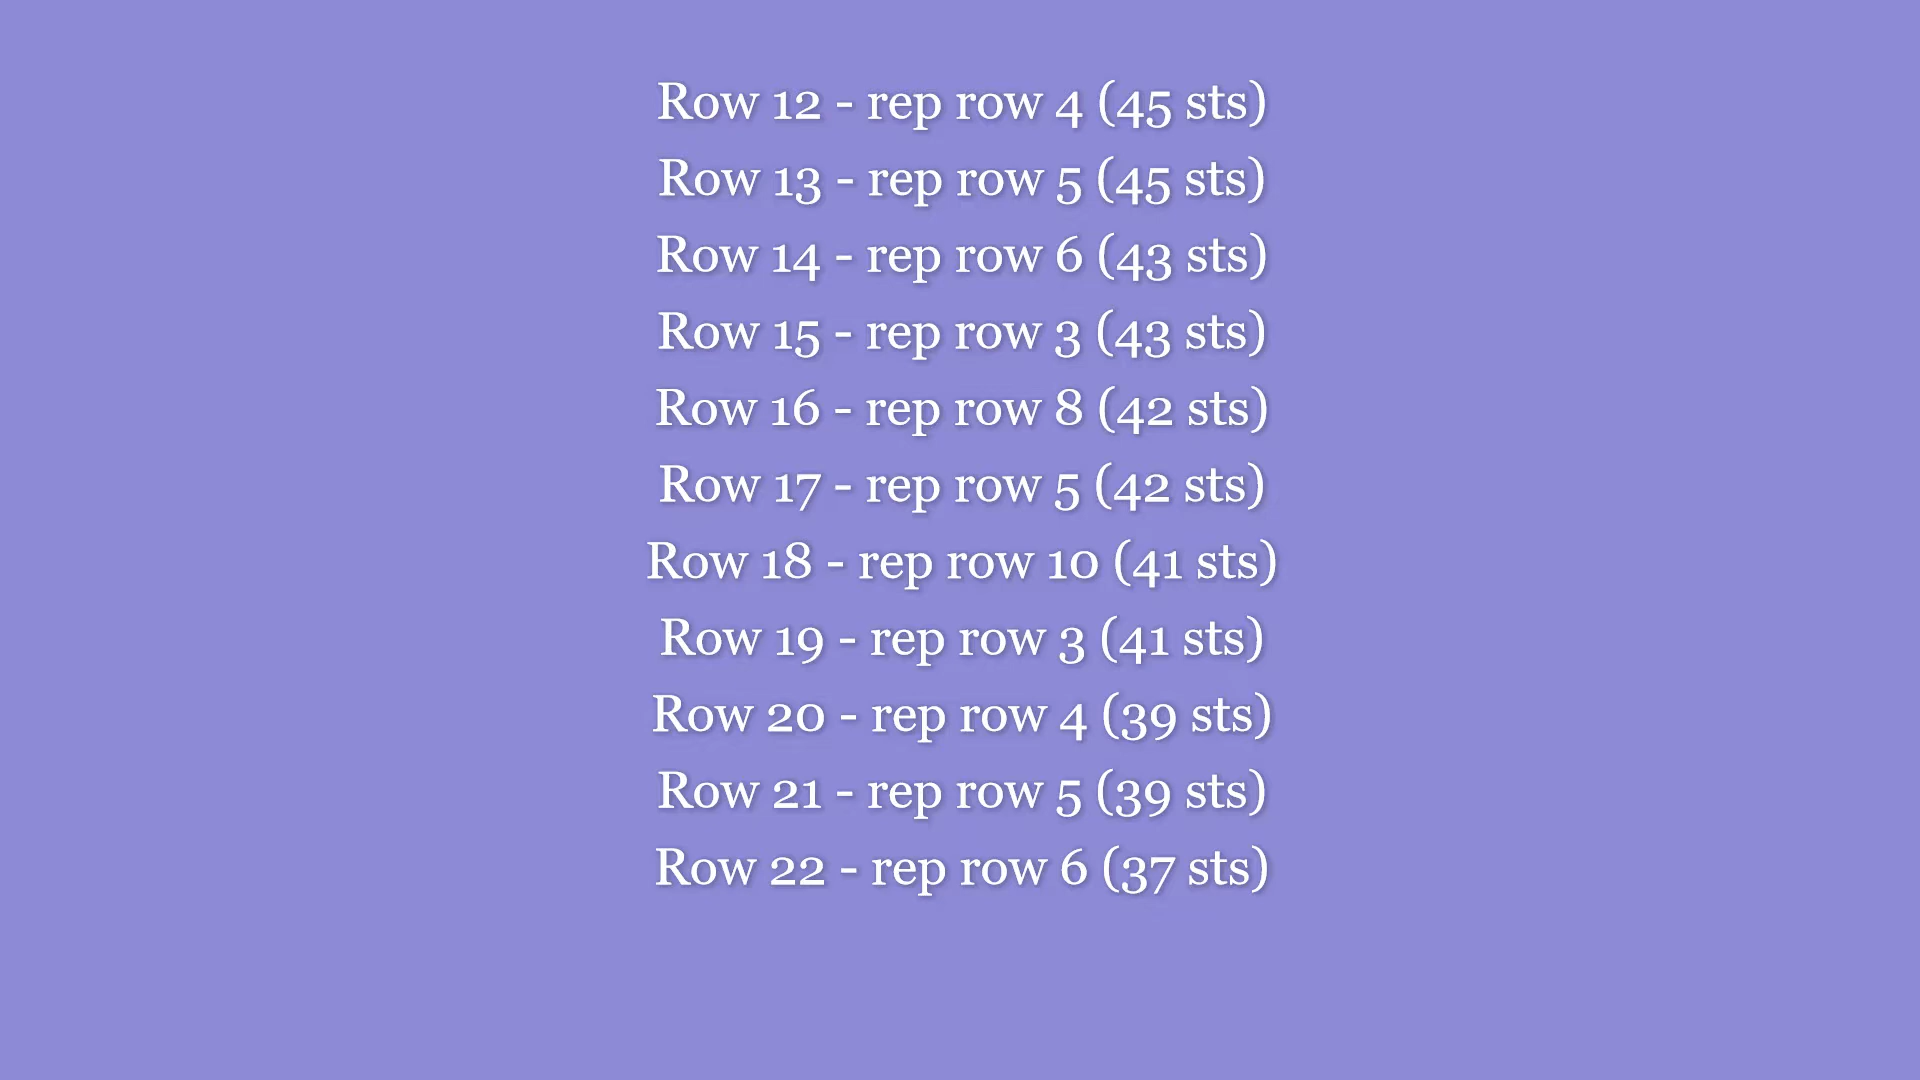 Row 12 - rep row 4 (45 sts)
Row 13 - rep row 5 (45 sts)
Row 14 - rep row 6 (43 sts)
Row 15 - rep row 3 (43 sts)
Row 16 - rep row 8 (42 sts)
Row 17 - rep row 5 (42 sts)
Row 18 - rep row 10 (41 sts)
Row 19 - rep row 3 (41 sts)
Row 20 - rep row 4 (39 sts)
Row 21 - rep row 5 (39 sts)
Row 22 - rep row 6 (37 sts)